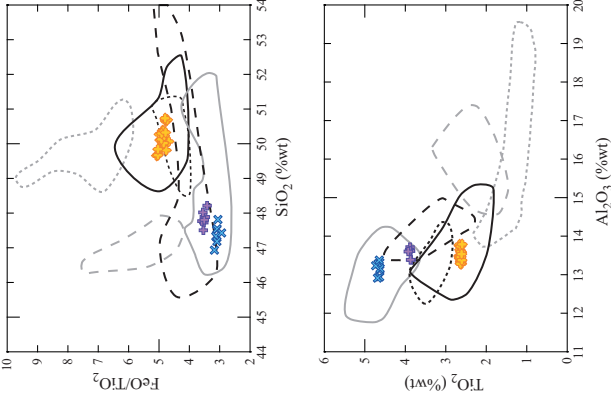 10 9 8 7 6 5 4 3 2
FeO/TiO₂
44 45 46 47 48 49 50 51 52 53 54
SiO₂ (%wt)
6 5 4 3 2 1 0
TiO₂ (%wt)
11 12 13 14 15 16 17 18 19 20
Al₂O₃ (%wt)